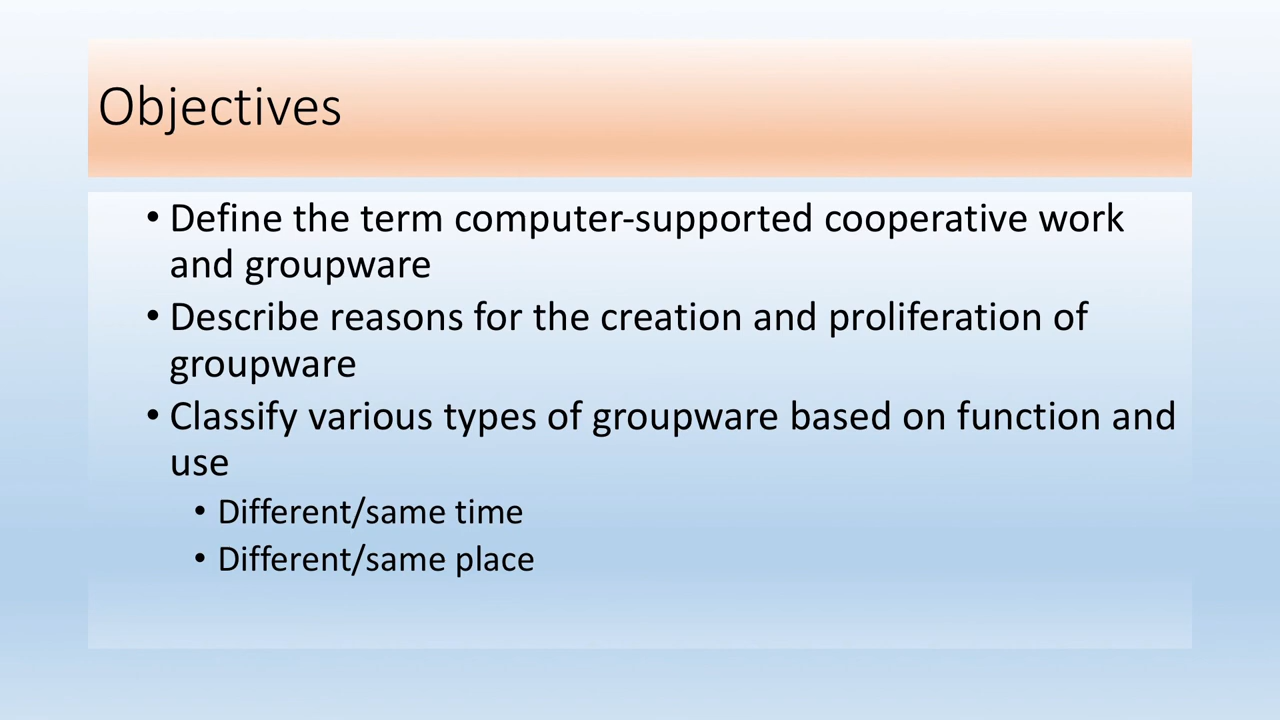 Objectives
• Define the term computer-supported cooperative work
and groupware
• Describe reasons for the creation and proliferation of
groupware
• Classify various types of groupware based on function and
use
• Different/same time
• Different/same place